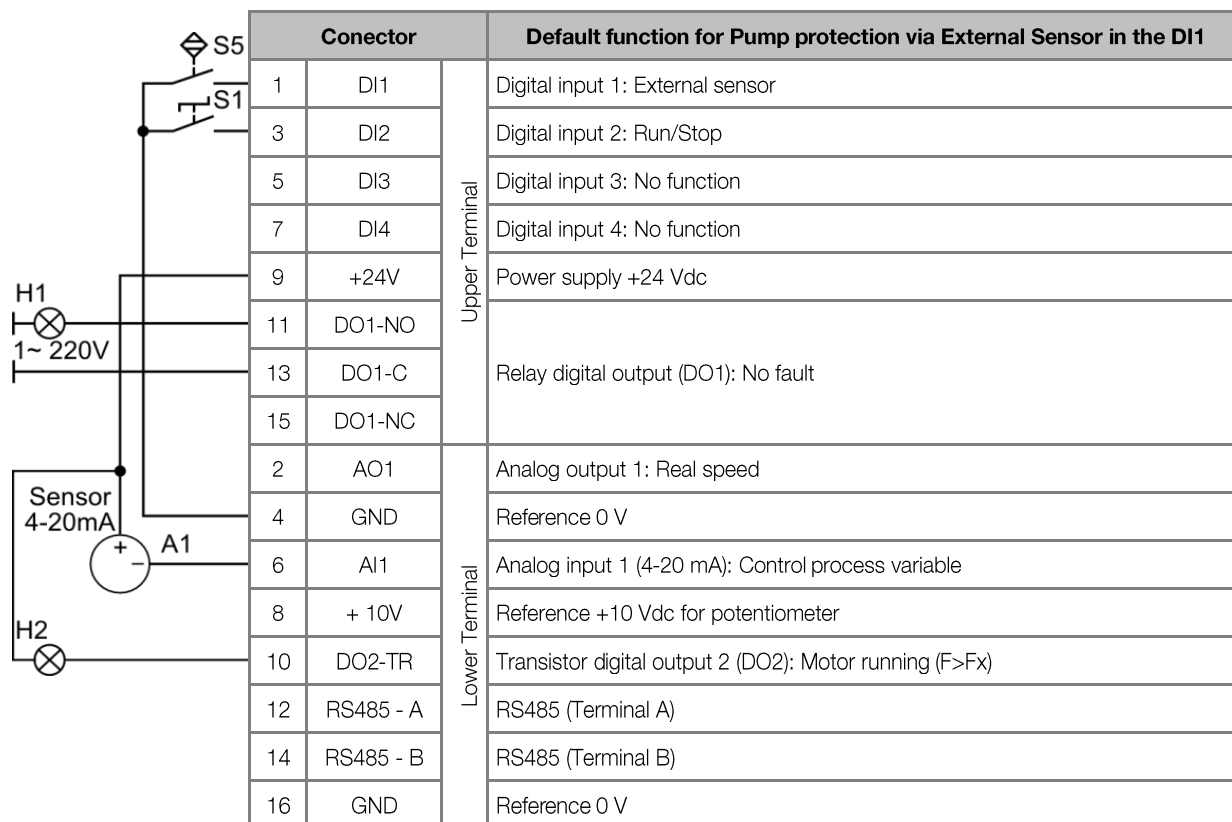 Conector Default function for Pump protection via External Sensor in the DI1
S5
1 DI1 Digital input 1: External sensor
S1
3 DI2 Digital input 2: Run/Stop
5 DI3 Digital input 3: No function
7 DI4 Digital input 4: No function
Upper Terminal
9 +24V Power supply +24 Vdc
H1
11 DO1-NO
1~ 220V
13 DO1-C Relay digital output (DO1): No fault
15 DO1-NC
2 AO1 Analog output 1: Real speed
Sensor
4-20mA
4 GND Reference 0 V
+
-
A1
6 AI1 Analog input 1 (4-20 mA): Control process variable
8 + 10V Reference +10 Vdc for potentiometer
Lower Terminal
H2
10 DO2-TR Transistor digital output 2 (DO2): Motor running (F>Fx)
12 RS485 - A RS485 (Terminal A)
14 RS485 - B RS485 (Terminal B)
16 GND Reference 0 V